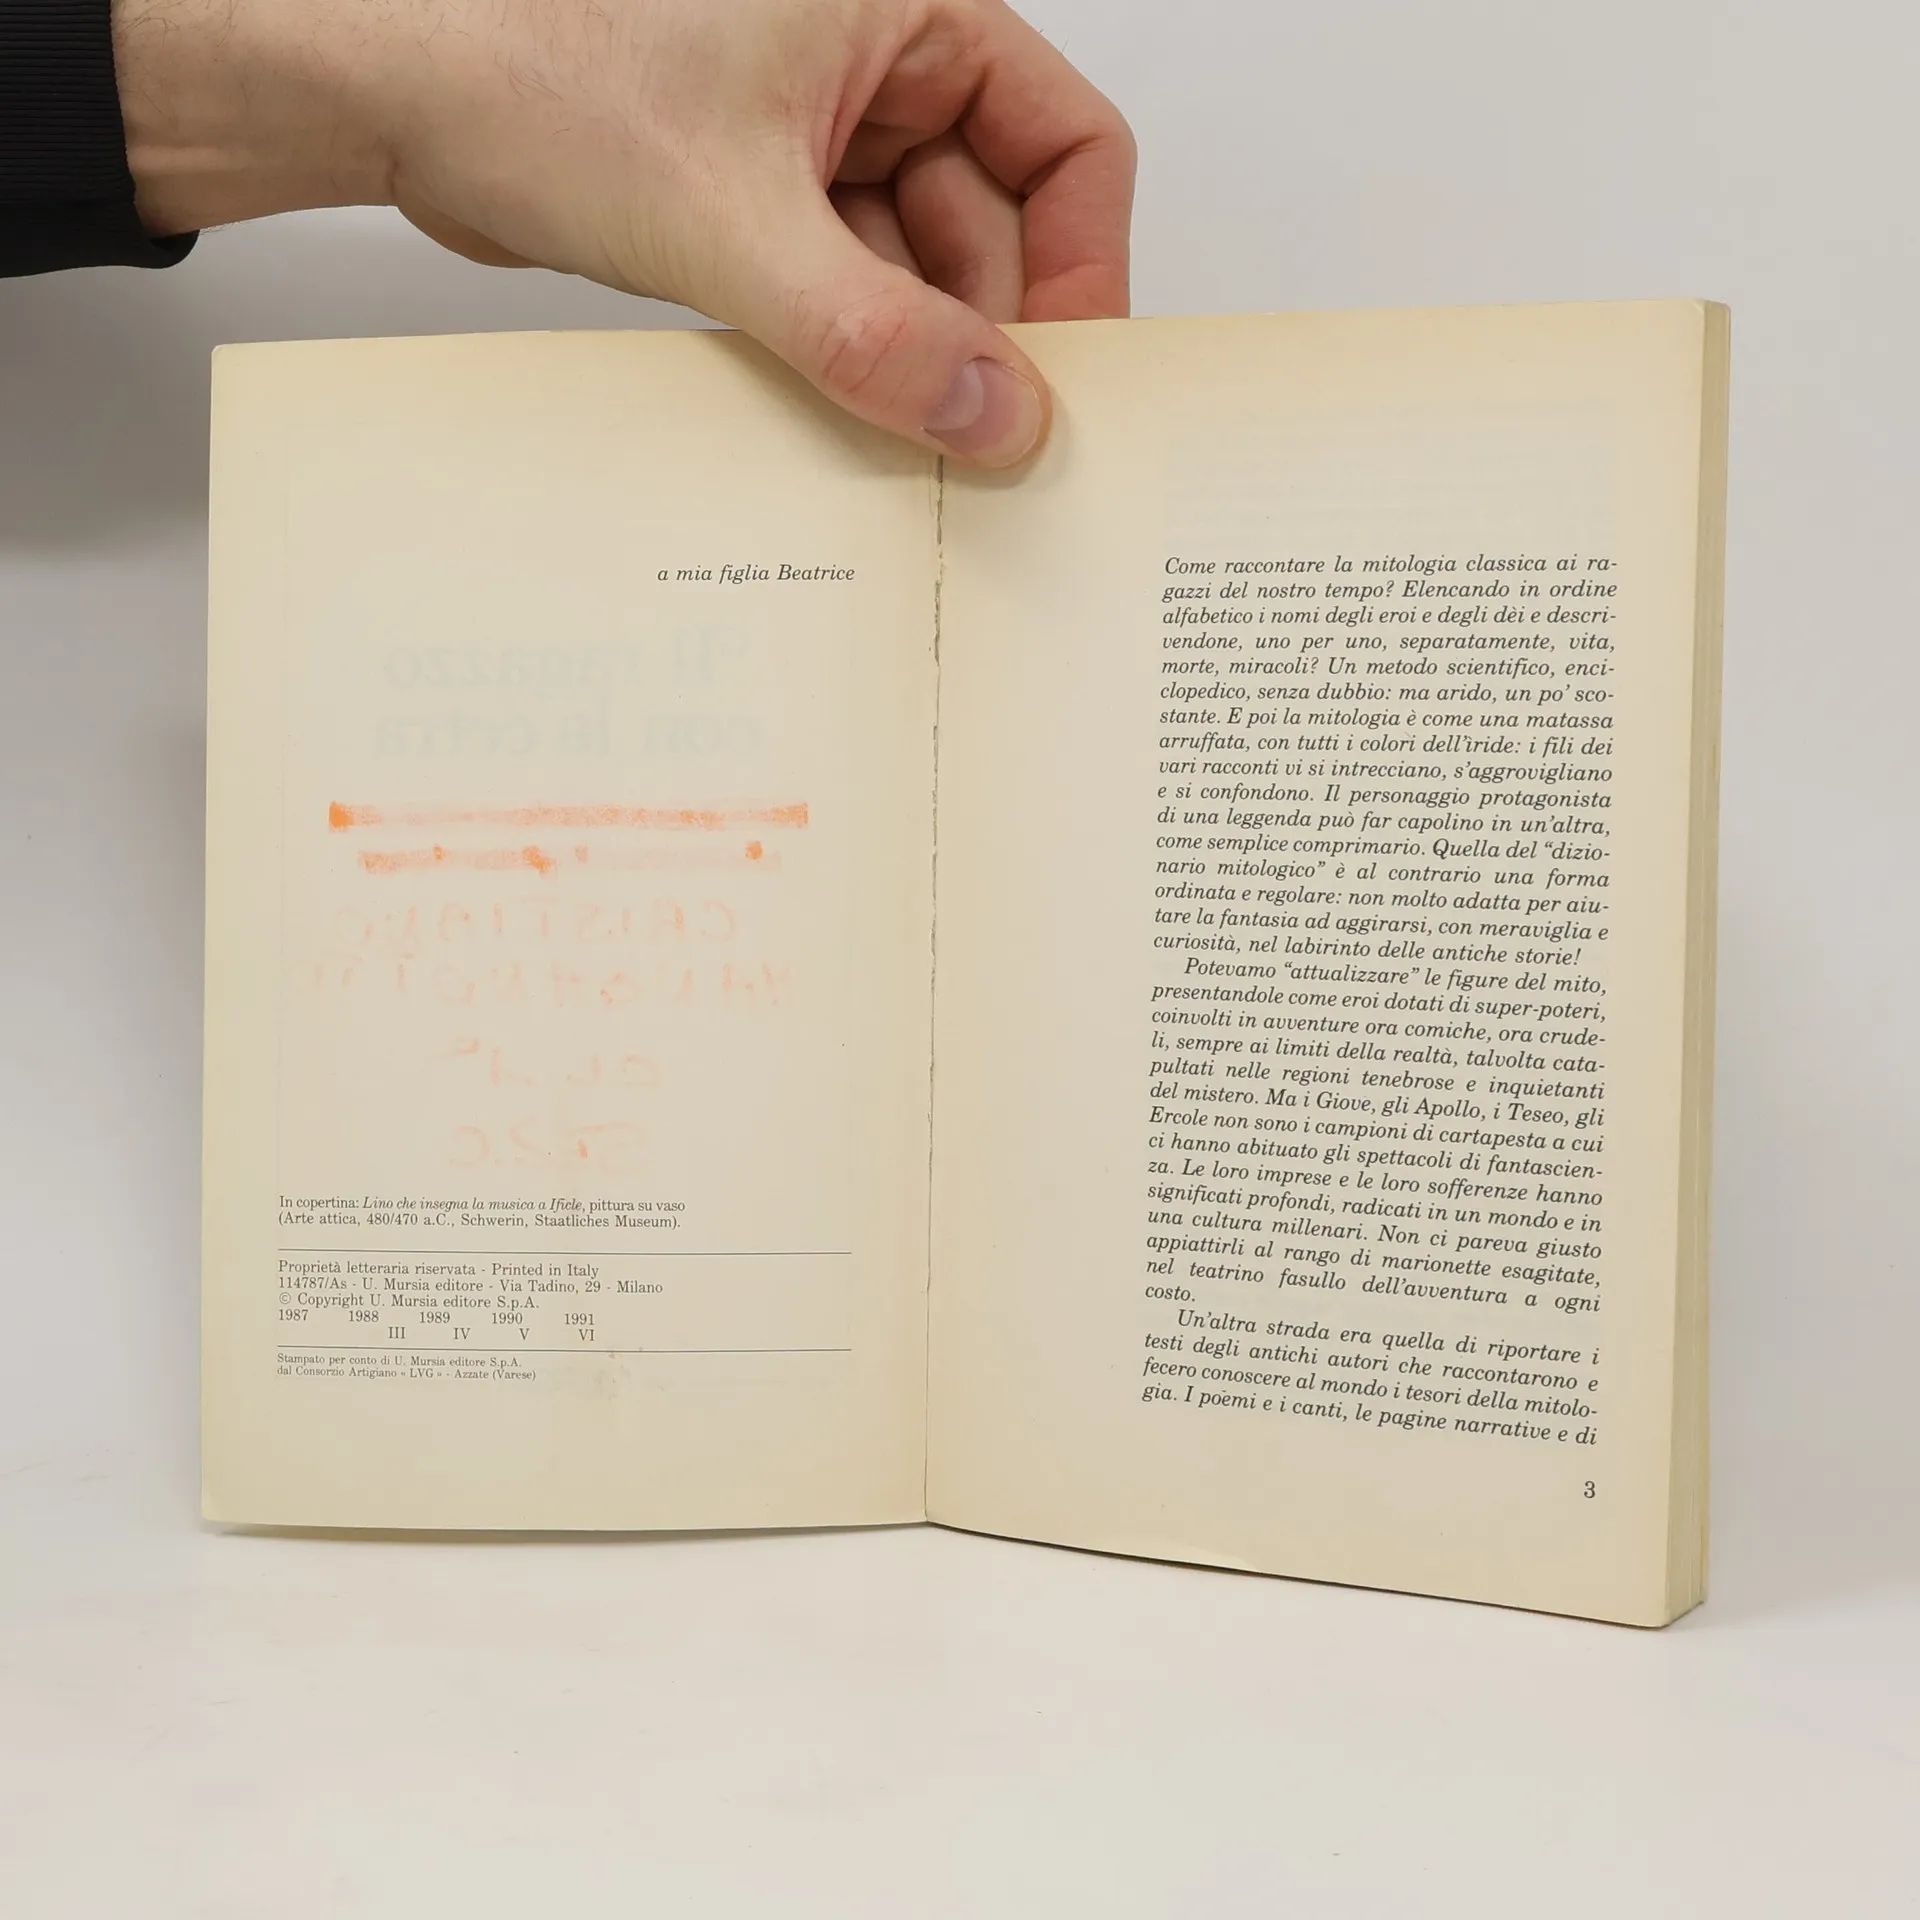 a mia figlia Beatrice
In copertina: Lino che insegna la musica a Ificle, pittura su vaso
(Arte attica, 480/470 a.C., Schwerin, Staatliches Museum).
Proprietà letteraria riservata - Printed in Italy
114787/As - U. Mursia editore - Via Tadino, 29 - Milano
© Copyright U. Mursia editore S.p.A.
1987 1988 1989 1990 1991
III IV V VI
Stampato per conto di U. Mursia editore S.p.A.
dal Consorzio Artigiano « LVG » - Azzate (Varese)
Come raccontare la mitologia classica ai ra-
gazzi del nostro tempo? Elencando in ordine
alfabetico i nomi degli eroi e degli dèi e descri-
vendone, uno per uno, separatamente, vita,
morte, miracoli? Un metodo scientifico, enci-
clopedico, senza dubbio: ma arido, un po' sco-
stante. E poi la mitologia è come una matassa
arruffata, con tutti i colori dell'ìride: i fili dei
vari racconti vi si intrecciano, s'aggrovigliano
e si confondono. Il personaggio protagonista
di una leggenda può far capolino in un'altra,
come semplice comprimario. Quella del “dizio-
nario mitologico” è al contrario una forma
ordinata e regolare: non molto adatta per aiu-
tare la fantasia ad aggirarsi, con meraviglia e
curiosità, nel labirinto delle antiche storie!
Potevamo “attualizzare” le figure del mito,
presentandole come eroi dotati di super-poteri,
coinvolti in avventure ora comiche, ora crude-
li, sempre ai limiti della realtà, talvolta cata-
pultati nelle regioni tenebrose e inquietanti
del mistero. Ma i Giove, gli Apollo, i Teseo, gli
Ercole non sono i campioni di cartapesta a cui
ci hanno abituato gli spettacoli di fantascien-
za. Le loro imprese e le loro sofferenze hanno
significati profondi, radicati in un mondo e in
una cultura millenari. Non ci pareva giusto
appiattirli al rango di marionette esagitate,
nel teatrino fasullo dell'avventura a ogni
costo.
Un'altra strada era quella di riportare i
testi degli antichi autori che raccontarono e
fecero conoscere al mondo i tesori della mitolo-
gia. I poemi e i canti, le pagine narrative e di
3